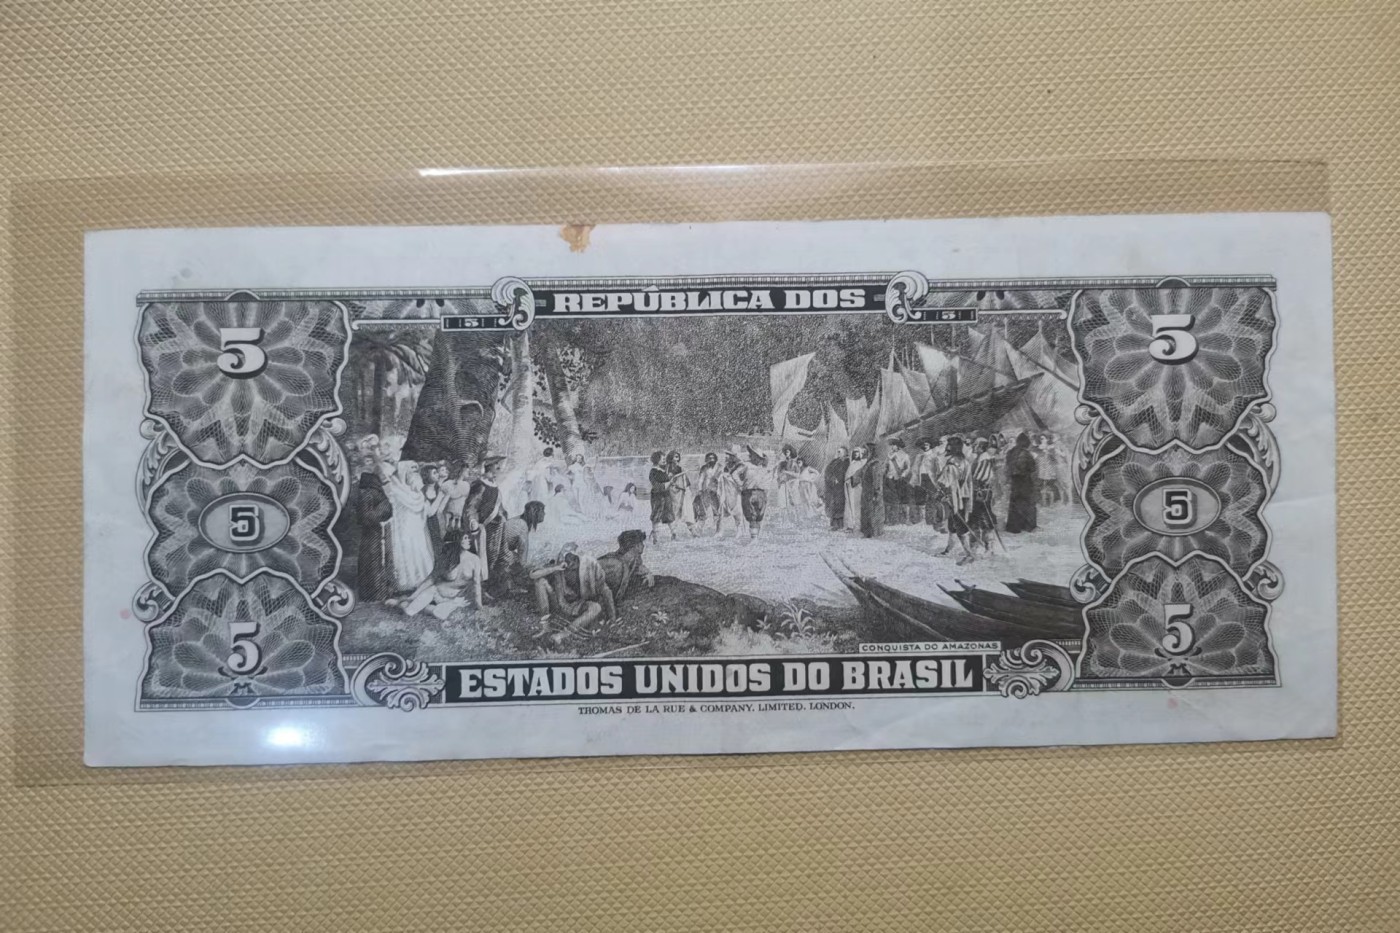 REPÚBLICA DOS
5 5
5 5
5 5
5 5
CONQUISTA DO AMAZONAS
ESTADOS UNIDOS DO BRASIL
THOMAS DE LA RUE & COMPANY, LIMITED, LONDON.